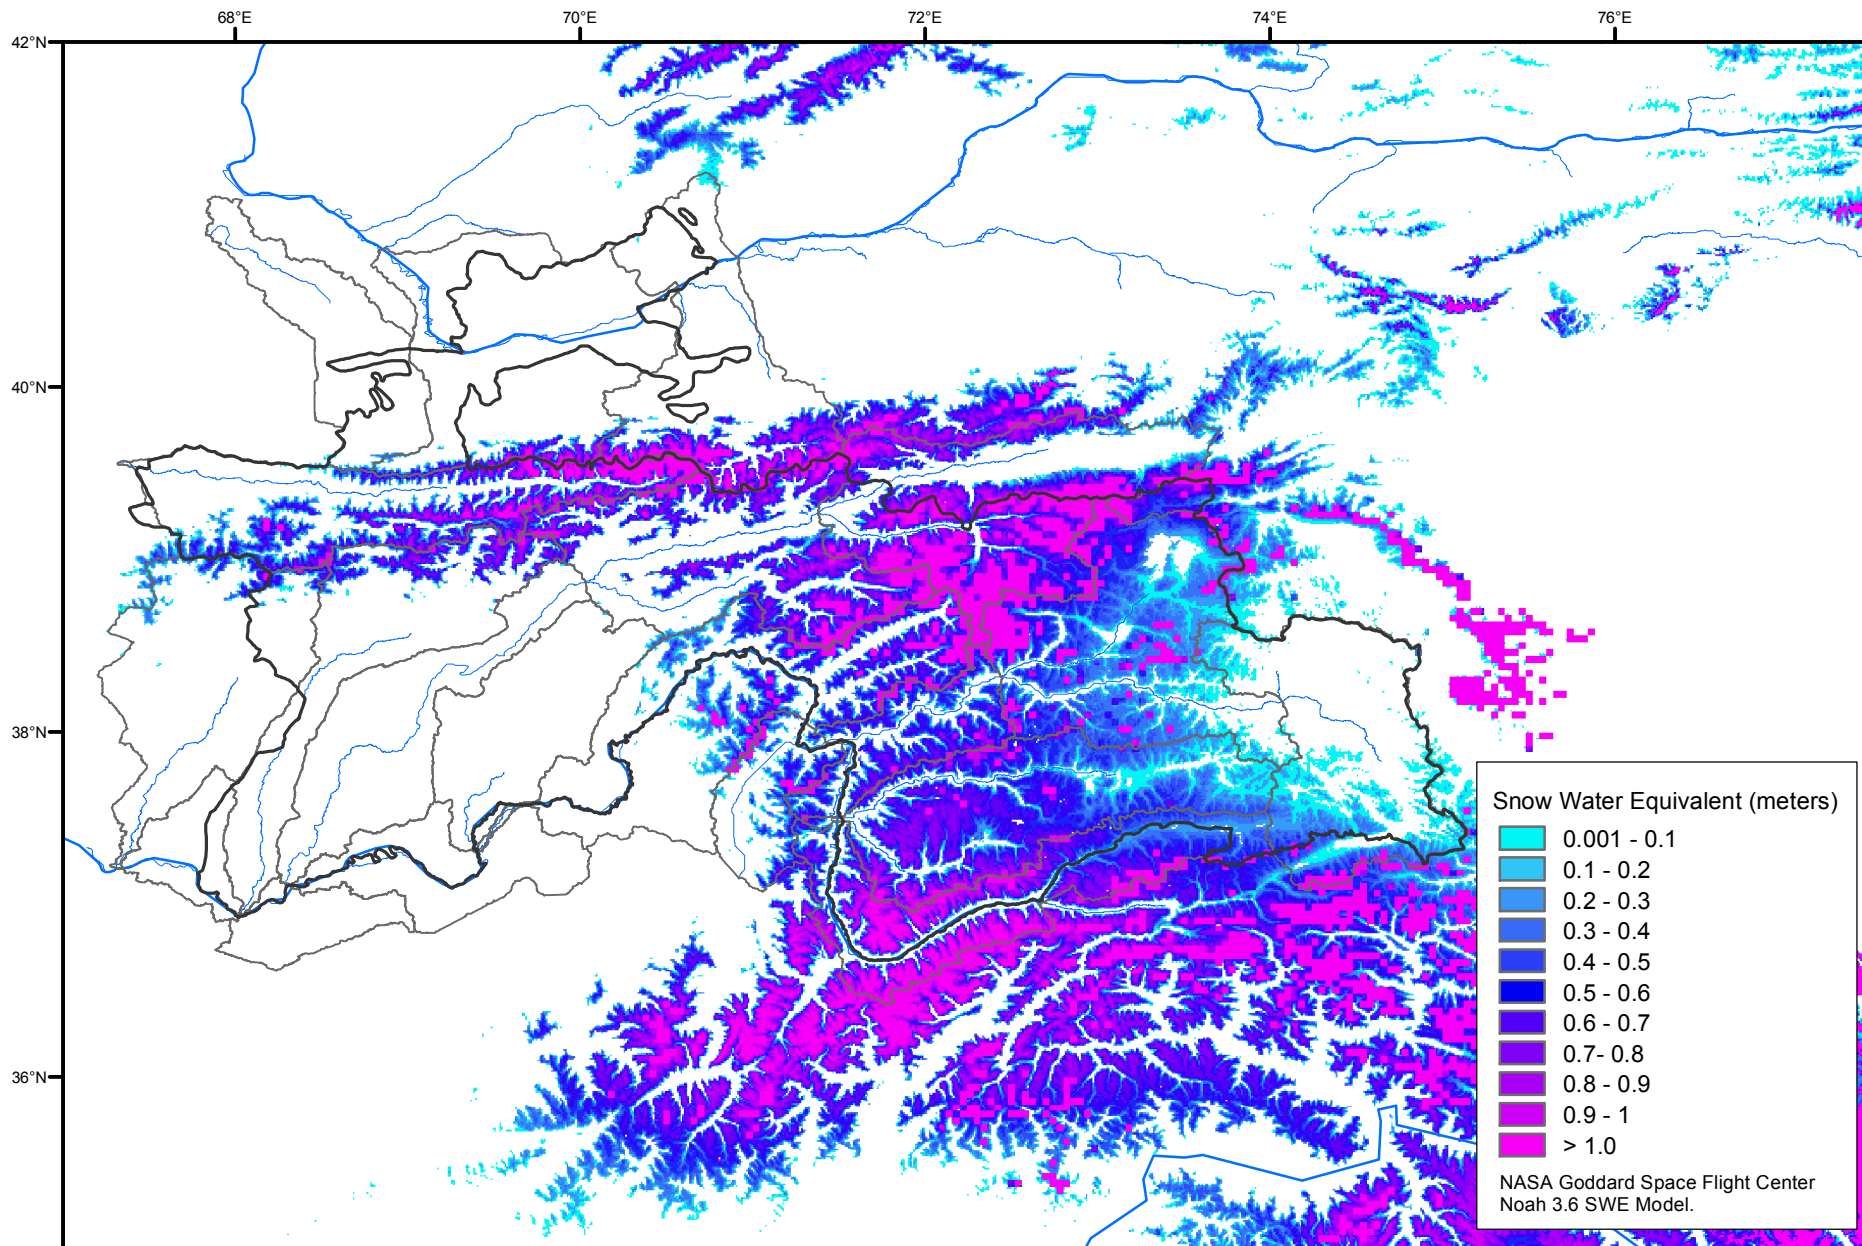 68°E
70°E
72°E
74°E
76°E
42°N
40°N
38°N
36°N
Snow Water Equivalent (meters)
0.001 - 0.1
0.1 - 0.2
0.2 - 0.3
0.3 - 0.4
0.4 - 0.5
0.5 - 0.6
0.6 - 0.7
0.7- 0.8
0.8 - 0.9
0.9 - 1
> 1.0
NASA Goddard Space Flight Center
Noah 3.6 SWE Model.